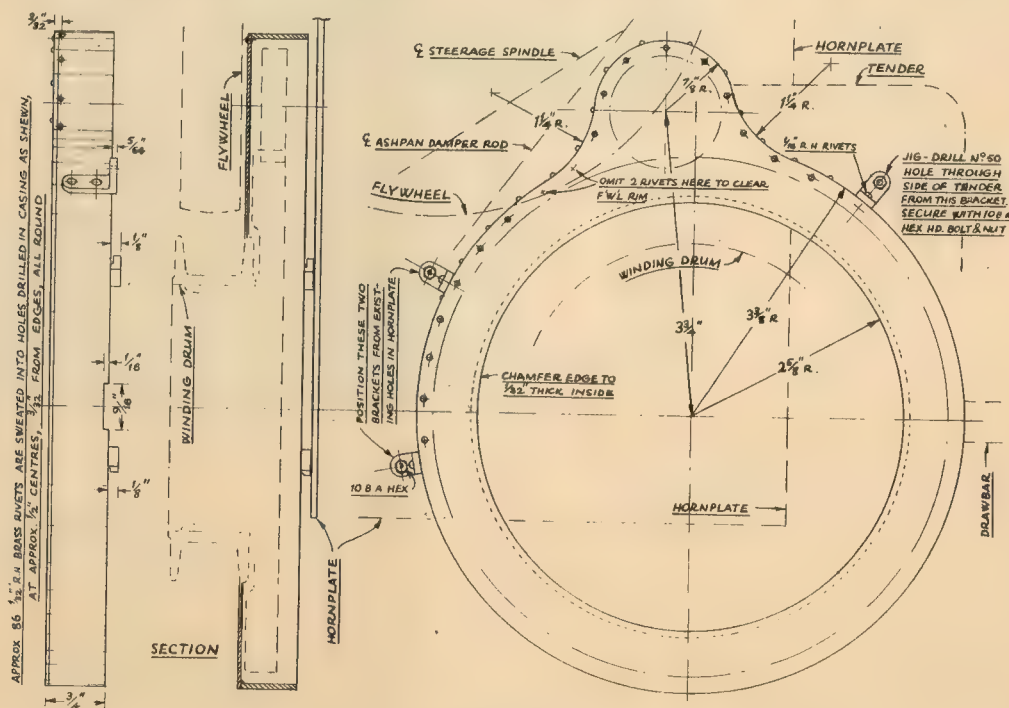 APPROX 86 1/32" R.H BRASS RIVETS ARE SWEATED INTO HOLES DRILLED IN CASING AS SHEWN,
AT APPROX. 1/2" CENTRES, 3/32" FROM EDGES, ALL ROUND
3/32"
5/64"
1/8"
1/16"
9/16"
1/8"
3/4"
FLYWHEEL
WINDING DRUM
SECTION
HORNPLATE
℄ STEERAGE SPINDLE
1 1/4" R.
℄ ASHPAN DAMPER ROD
FLYWHEEL
7/8" R.
HORNPLATE
TENDER
1 1/4" R.
1/16" R.H RIVETS
OMIT 2 RIVETS HERE TO CLEAR
F'W'L RIM
JIG-DRILL Nº 50
HOLE THROUGH
SIDE OF TENDER
FROM THIS BRACKET.
SECURE WITH 10 B A
HEX HD. BOLT & NUT
POSITION THESE TWO
BRACKETS FROM EXIST-
ING HOLES IN HORNPLATE
WINDING DRUM
3 3/4"
3 3/8" R.
2 5/8" R.
CHAMFER EDGE TO
1/32" THICK INSIDE
10 B A HEX
HORNPLATE
DRAWBAR